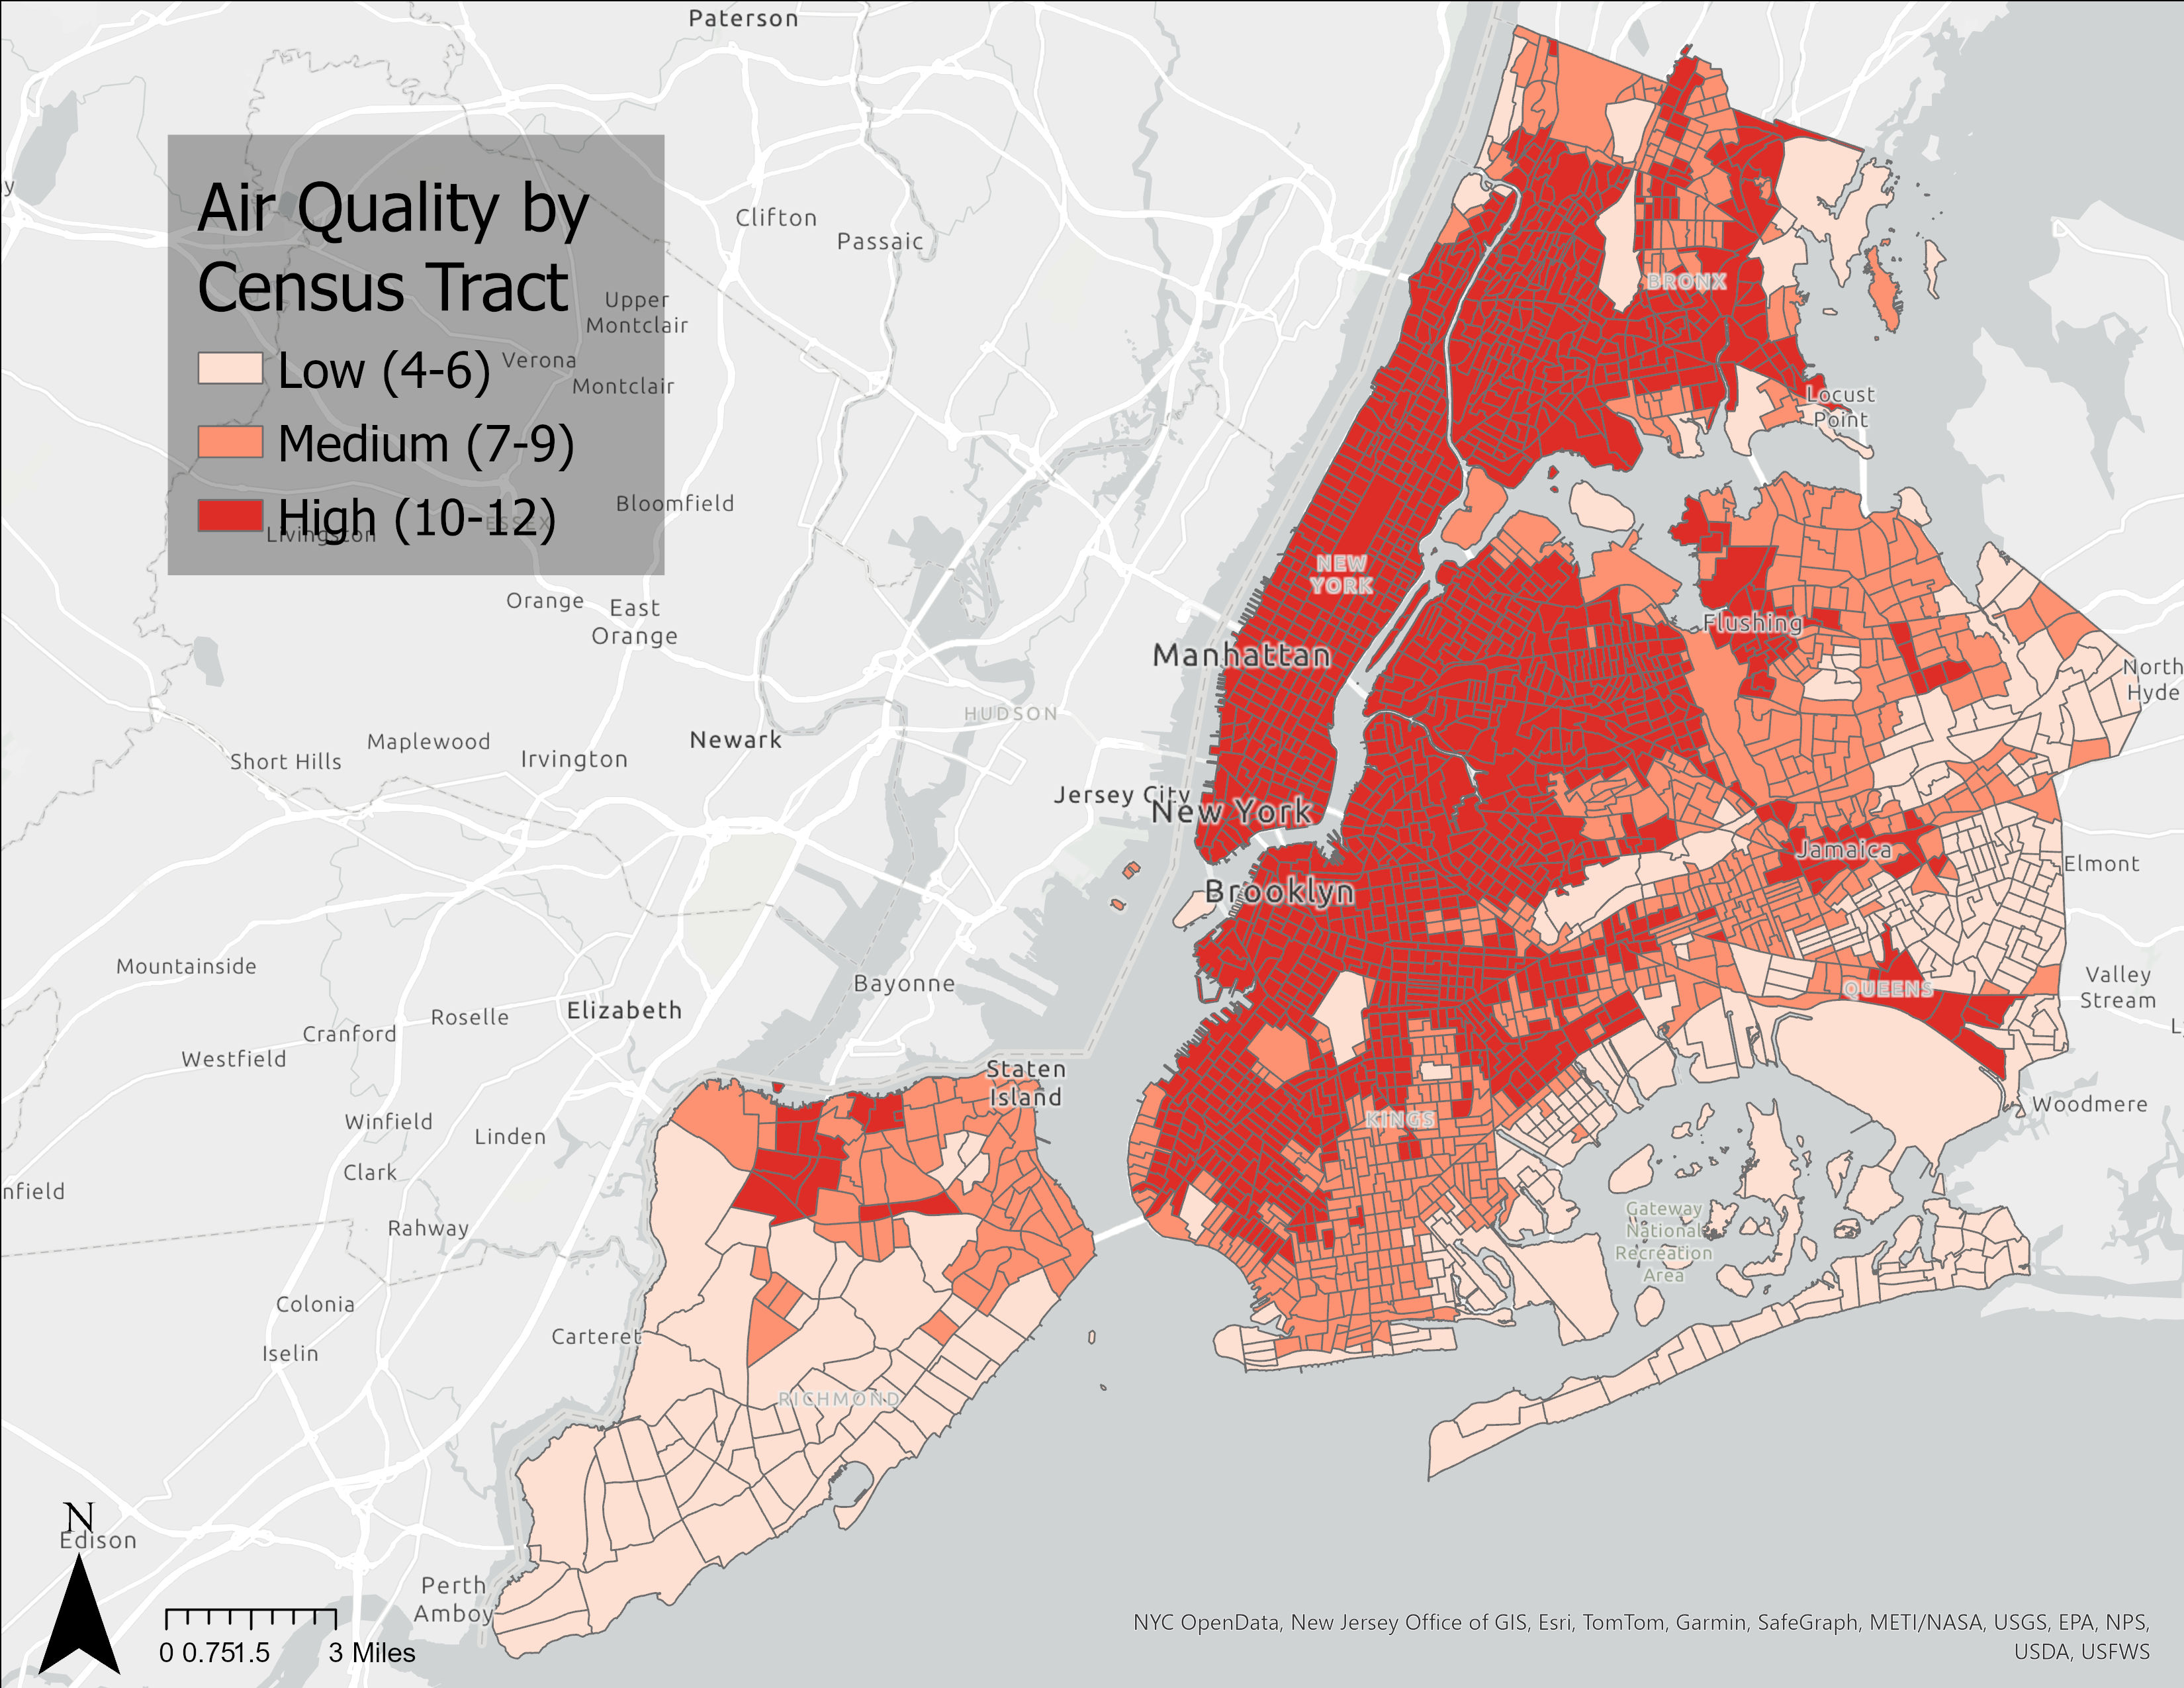 Paterson
Air Quality by
Census Tract
Low (4-6)
Medium (7-9)
High (10-12)
Clifton
Passaic
Upper
Montclair
Verona
Montclair
Bloomfield
ESSEX
Livingston
Orange
East
Orange
BRONX
Locust
Point
NEW
YORK
Manhattan
Flushing
North
Hyde
HUDSON
Newark
Maplewood
Short Hills
Irvington
Jersey City
New York
Jamaica
Elmont
Brooklyn
Mountainside
Bayonne
QUEENS
Valley
Stream
Elizabeth
Roselle
Cranford
Westfield
Staten
Island
Woodmere
KINGS
Winfield
Linden
Clark
nfield
Rahway
Gateway
National
Recreation
Area
Colonia
Carteret
Iselin
RICHMOND
N
Edison
Perth
Amboy
0 0.751.5 3 Miles
NYC OpenData, New Jersey Office of GIS, Esri, TomTom, Garmin, SafeGraph, METI/NASA, USGS, EPA, NPS,
USDA, USFWS